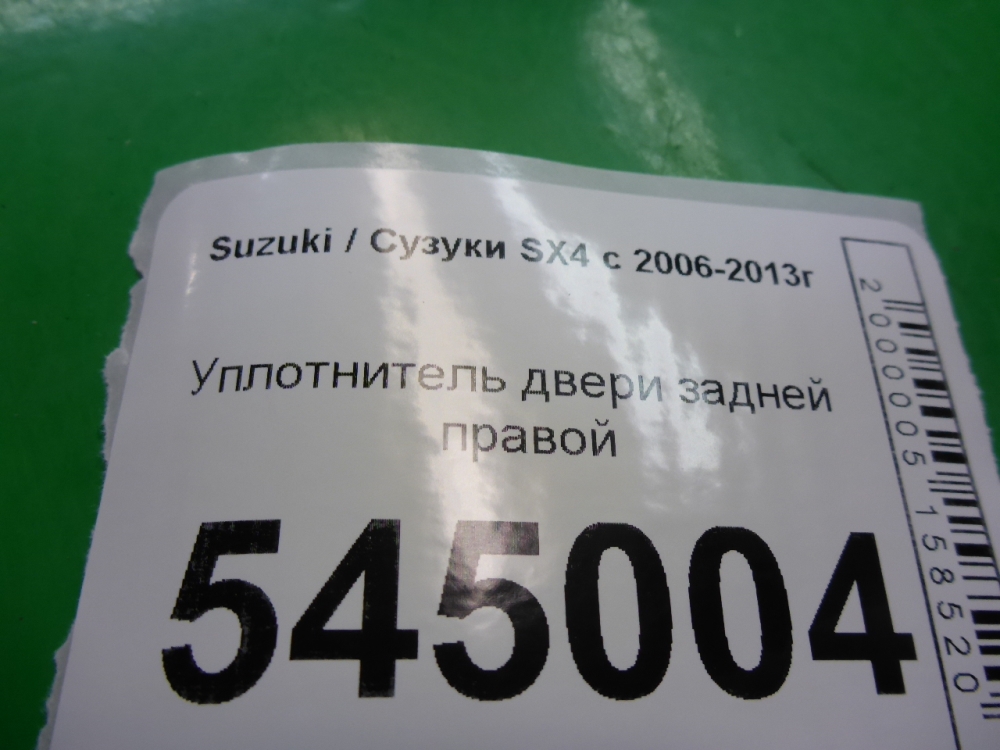 Suzuki / Сузуки SX4 с 2006-2013г
Уплотнитель двери задней
правой
545004
2000005158520